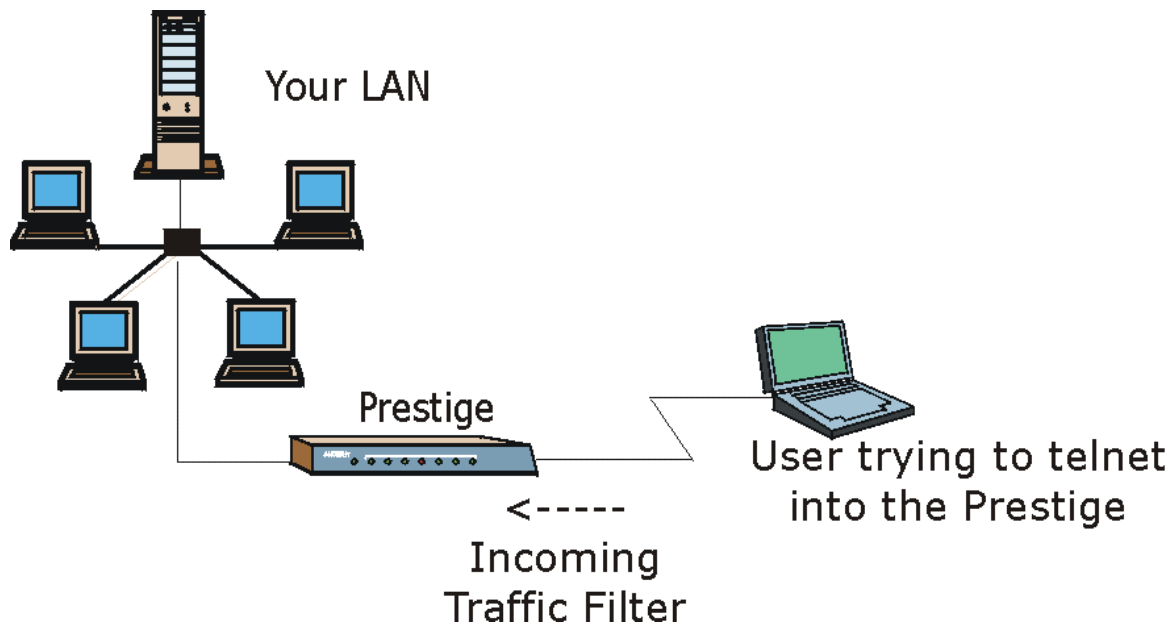 Your LAN
Prestige
User trying to telnet
into the Prestige
<-----
Incoming
Traffic Filter